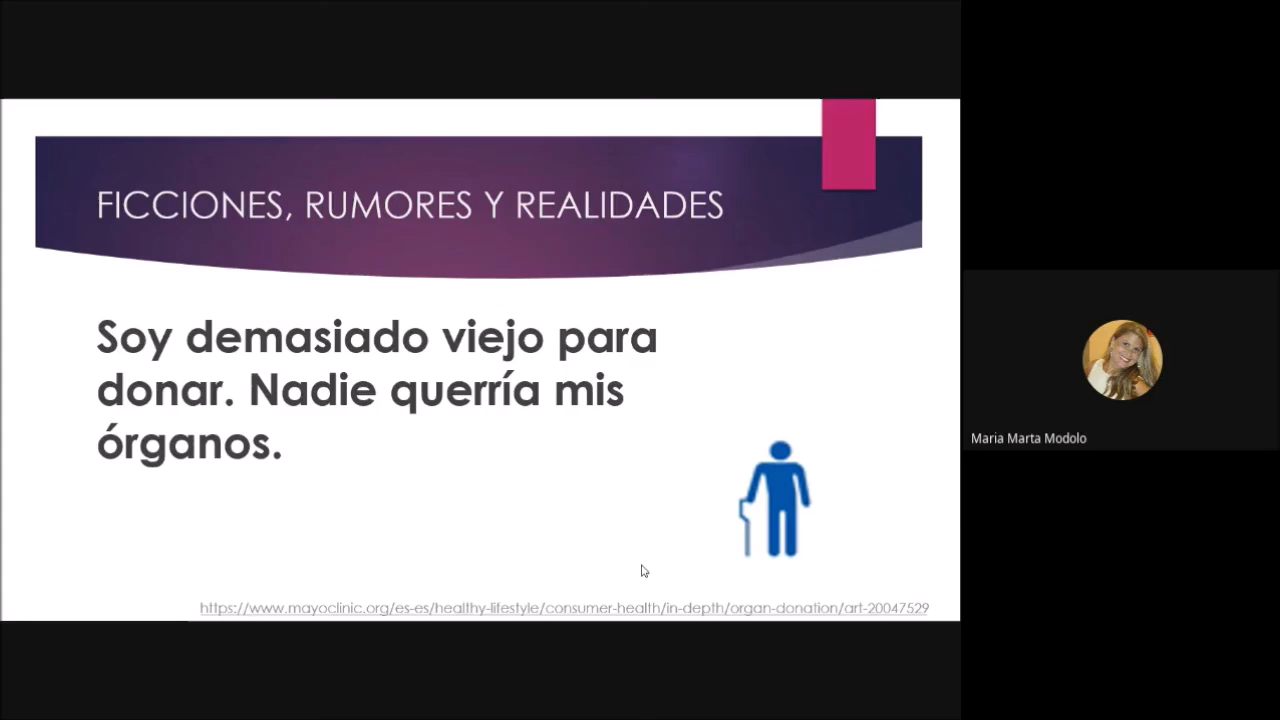 FICCIONES, RUMORES Y REALIDADES
Soy demasiado viejo para
donar. Nadie querría mis
órganos.
https://www.mayoclinic.org/es-es/healthy-lifestyle/consumer-health/in-depth/organ-donation/art-20047529
Maria Marta Modolo